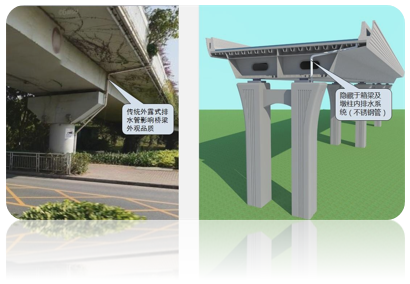 传统外露式排
水管影响桥梁
外观品质
隐藏于箱梁及
墩柱内排水系
统（不锈钢管）